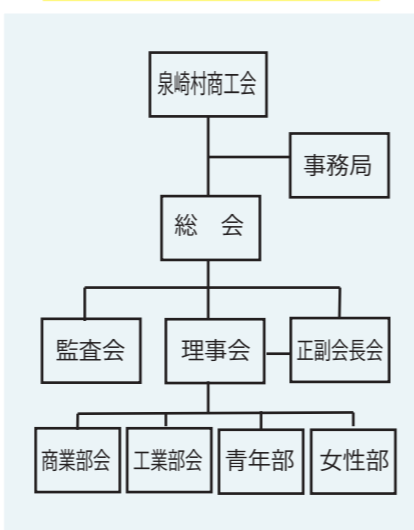 泉崎村商工会
事務局
総　会
監査会
理事会
正副会長会
商業部会
工業部会
青年部
女性部